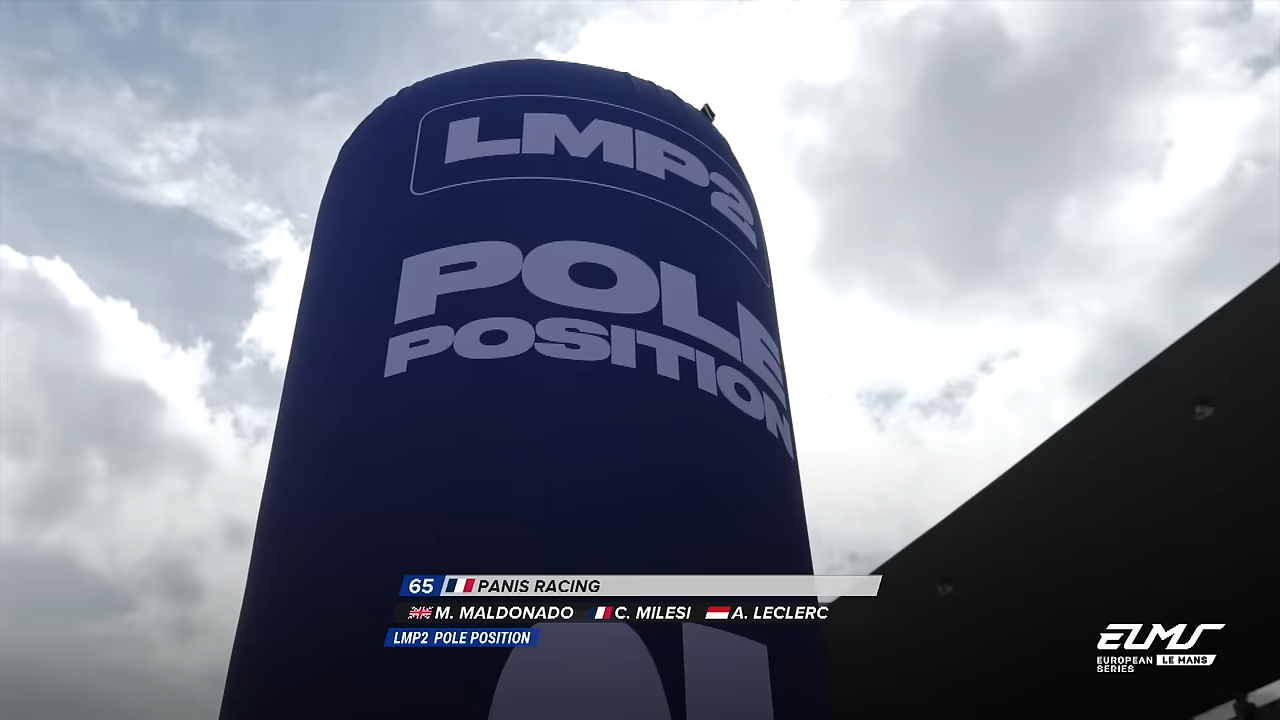 LMP2
POLE
POSITION
65 PANIS RACING
M. MALDONADO C. MILESI A. LECLERC
LMP2 POLE POSITION
ELMS
EUROPEAN LE MANS
SERIES